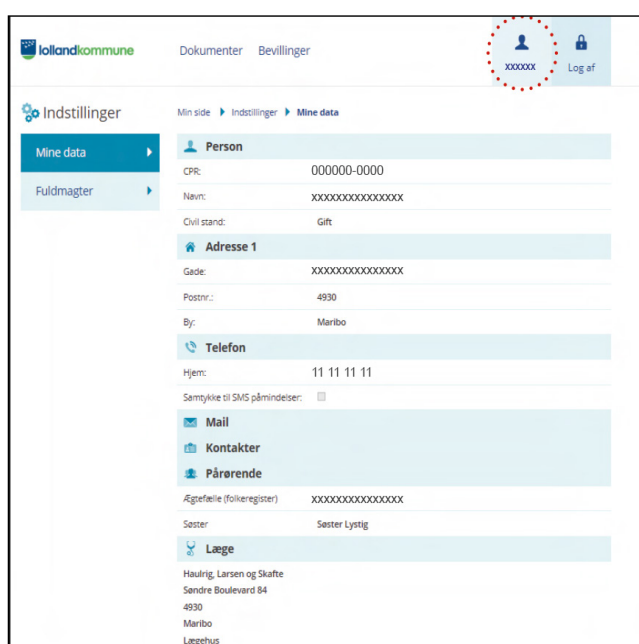 lollandkommune
Dokumenter Bevillinger
xxxxxx
Log af
Indstillinger
Min side Indstillinger Mine data
Mine data
Fuldmagter
Person
CPR: 000000-0000
Navn: XXXXXXXXXXXXXXX
Civil stand: Gift
Adresse 1
Gade: XXXXXXXXXXXXXXX
Postnr.: 4930
By: Maribo
Telefon
Hjem: 11 11 11 11
Samtykke til SMS påmindelser:
Mail
Kontakter
Pårørende
Ægtefælle (folkeregister) XXXXXXXXXXXXXXX
Søster Søster Lystig
Læge
Haulrig, Larsen og Skafte
Søndre Boulevard 84
4930
Maribo
Lægehus